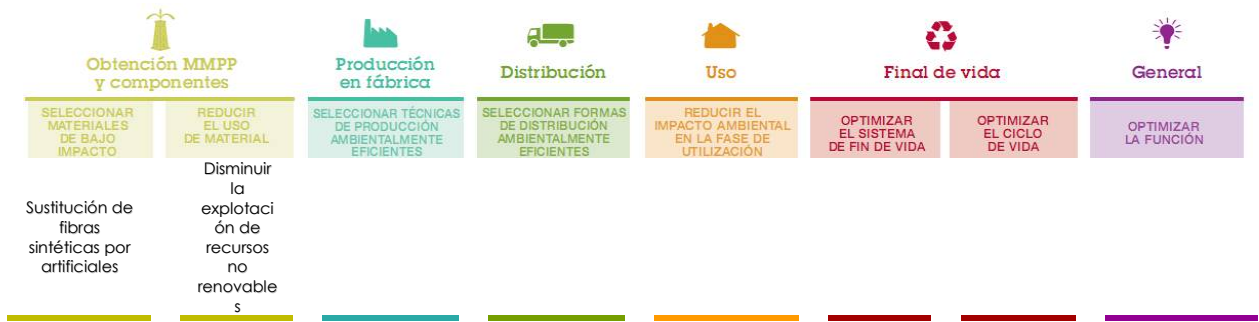 Obtención MMPP
y componentes
Producción
en fábrica
Distribución
Uso
Final de vida
General
SELECCIONAR
MATERIALES
DE BAJO
IMPACTO
REDUCIR
EL USO
DE MATERIAL
SELECCIONAR TÉCNICAS
DE PRODUCCIÓN
AMBIENTALMENTE
EFICIENTES
SELECCIONAR FORMAS
DE DISTRIBUCIÓN
AMBIENTALMENTE
EFICIENTES
REDUCIR EL
IMPACTO AMBIENTAL
EN LA FASE DE
UTILIZACIÓN
OPTIMIZAR
EL SISTEMA
DE FIN DE VIDA
OPTIMIZAR
EL CICLO
DE VIDA
OPTIMIZAR
LA FUNCIÓN
Sustitución de
fibras
sintéticas por
artificiales
Disminuir
la
explotaci
ón de
recursos
no
renovable
s